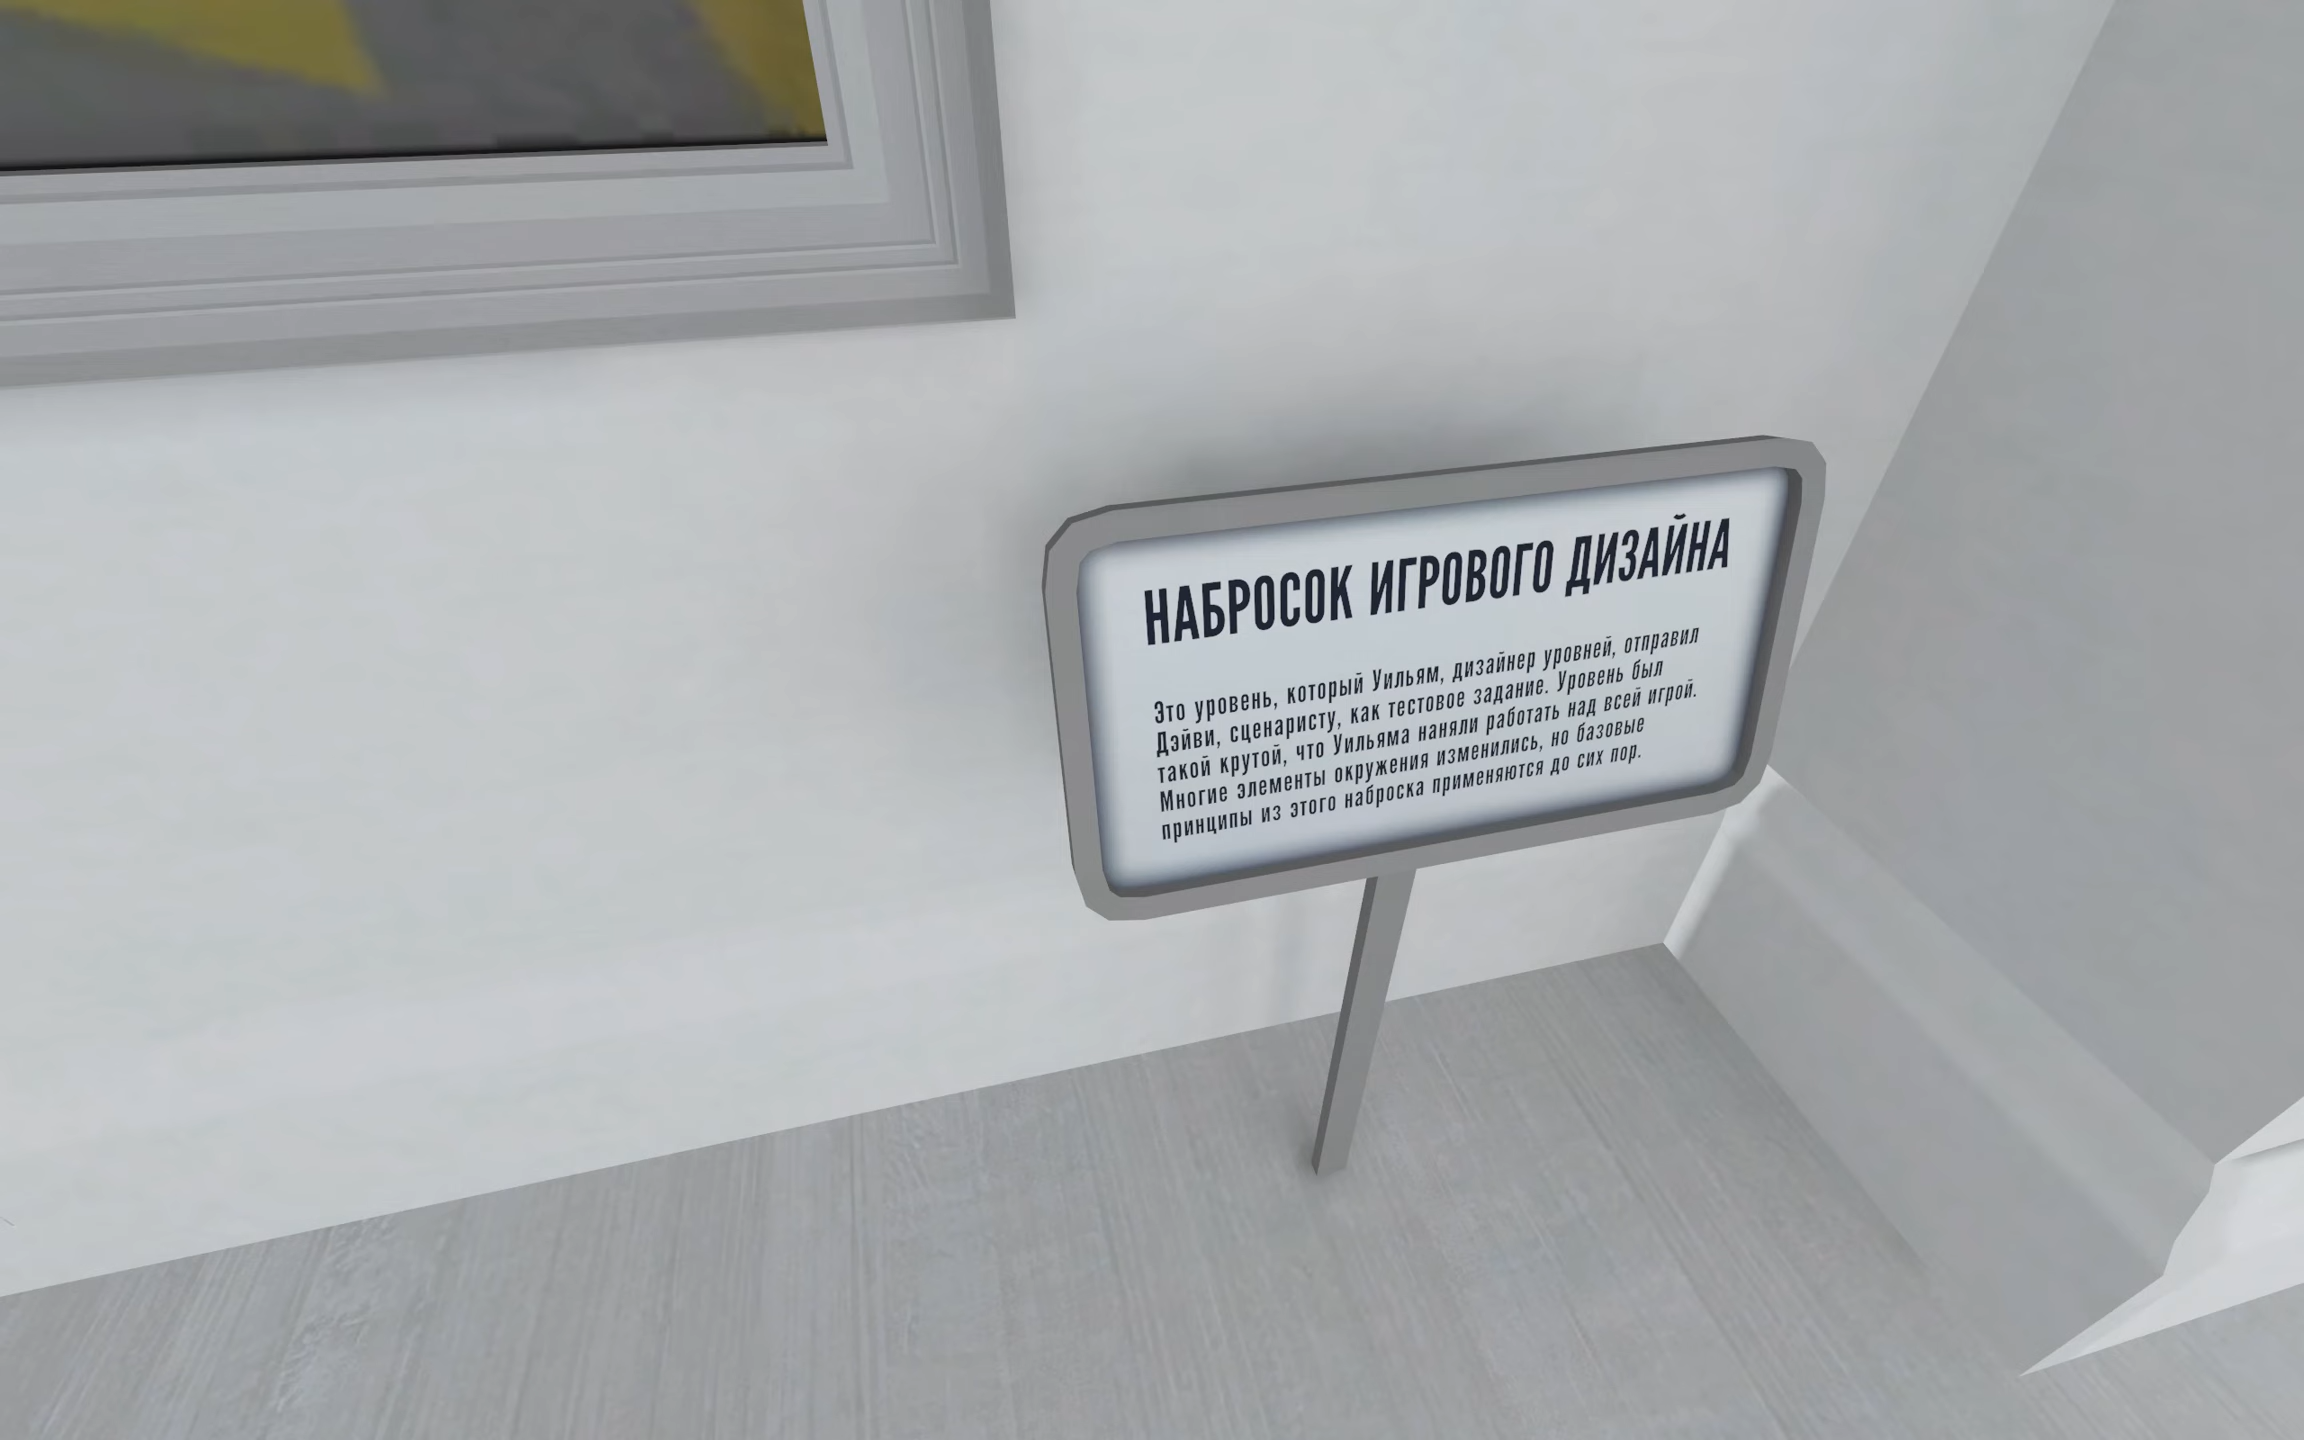 НАБРОСОК ИГРОВОГО ДИЗАЙНА
Это уровень, который Уильям, дизайнер уровней, отправил
Дэйви, сценаристу, как тестовое задание. Уровень был
такой крутой, что Уильяма наняли работать над всей игрой.
Многие элементы окружения изменились, но базовые
принципы из этого наброска применяются до сих пор.